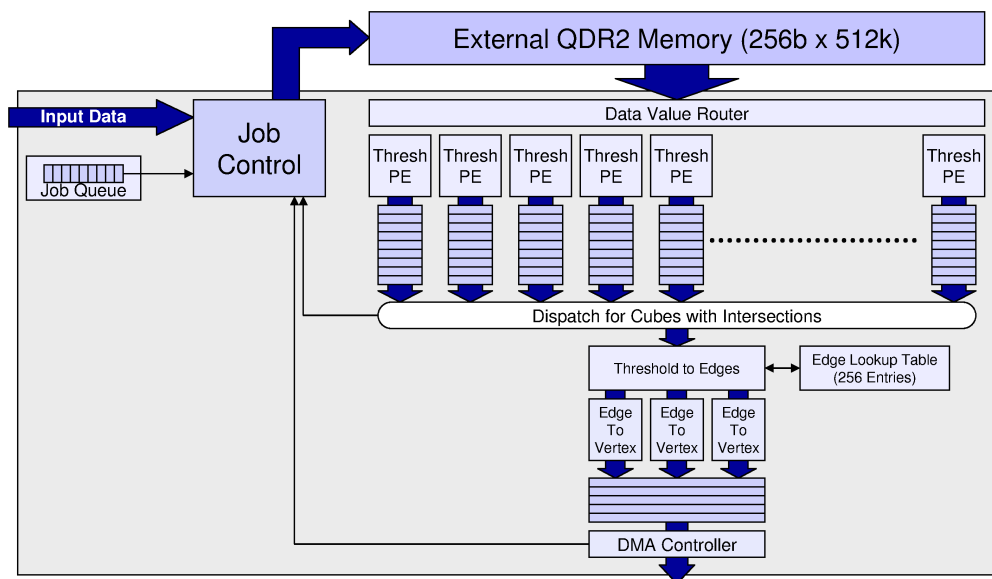 External QDR2 Memory (256b x 512k)
Input Data
Job
Control
Data Value Router
Job Queue
Thresh
PE
Thresh
PE
Thresh
PE
Thresh
PE
Thresh
PE
Thresh
PE
Dispatch for Cubes with Intersections
Threshold to Edges
Edge Lookup Table
(256 Entries)
Edge
To
Vertex
Edge
To
Vertex
Edge
To
Vertex
DMA Controller